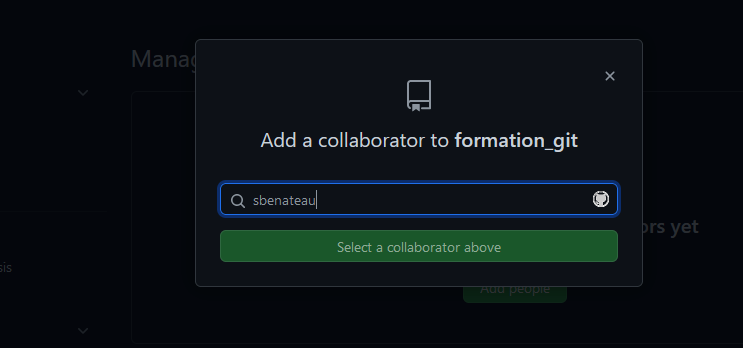 Manag
Add a collaborator to formation_git
sbenateau
ors yet
Select a collaborator above
sis
Add people